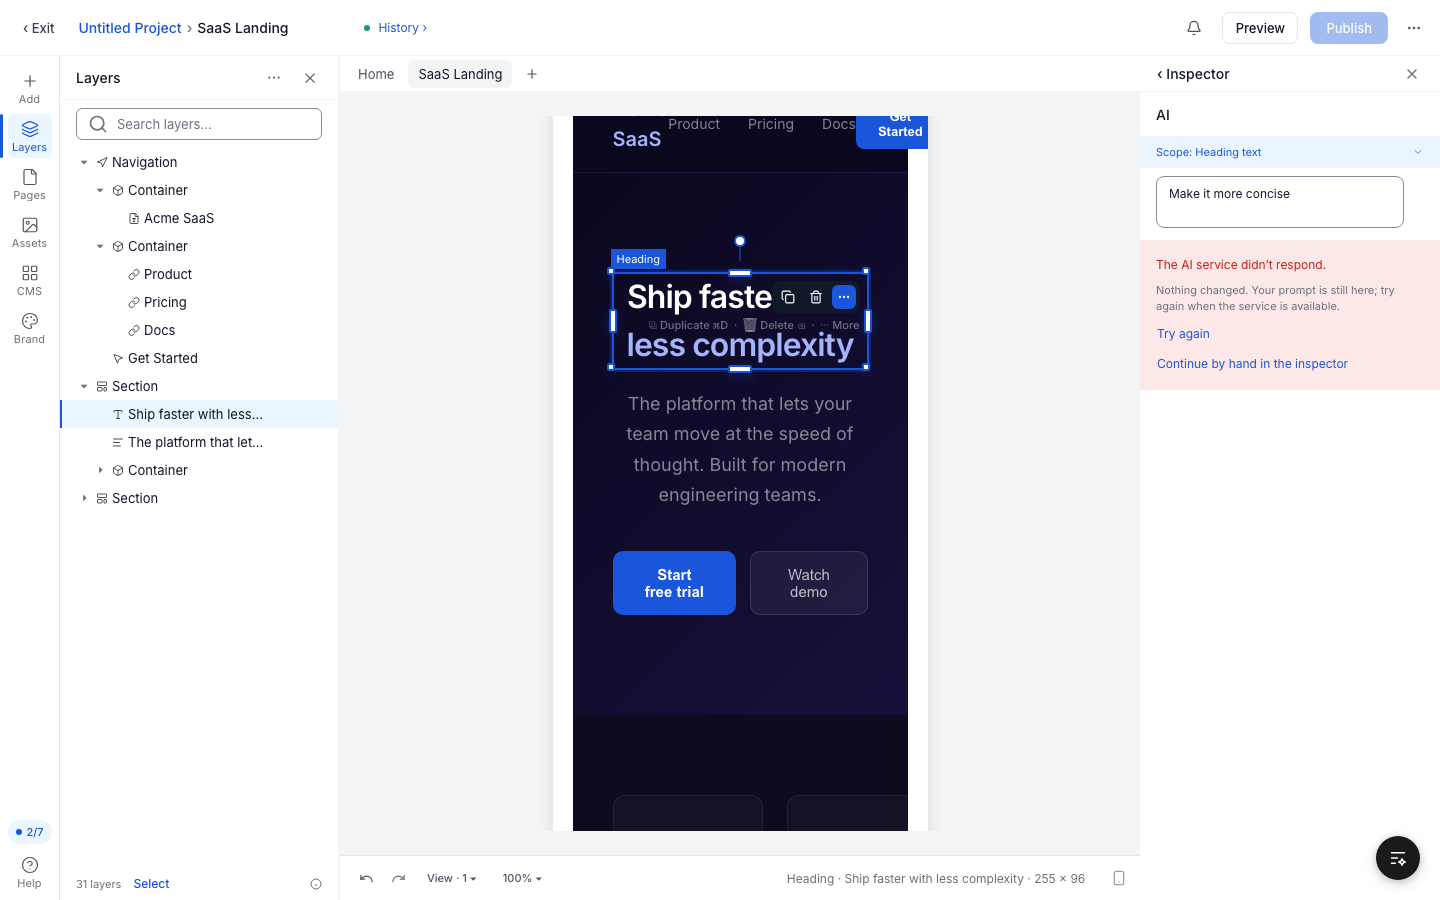 ‹ Exit
Untitled Project › SaaS Landing
History ›
Preview
Publish
Add
Layers
Pages
Assets
CMS
Brand
2/7
Help
Layers
Search layers...
Navigation
Container
Acme SaaS
Container
Product
Pricing
Docs
Get Started
Section
Ship faster with less...
The platform that let...
Container
Section
31 layers
Select
Home
SaaS Landing
SaaS
Product
Pricing
Docs
Get
Started
Heading
Ship faste
Duplicate ⌘D · Delete ⌫ · ··· More
less complexity
The platform that lets your
team move at the speed of
thought. Built for modern
engineering teams.
Start
free trial
Watch
demo
View · 1
100%
Heading · Ship faster with less complexity · 255 × 96
‹ Inspector
AI
Scope: Heading text
Make it more concise
The AI service didn’t respond.
Nothing changed. Your prompt is still here; try
again when the service is available.
Try again
Continue by hand in the inspector